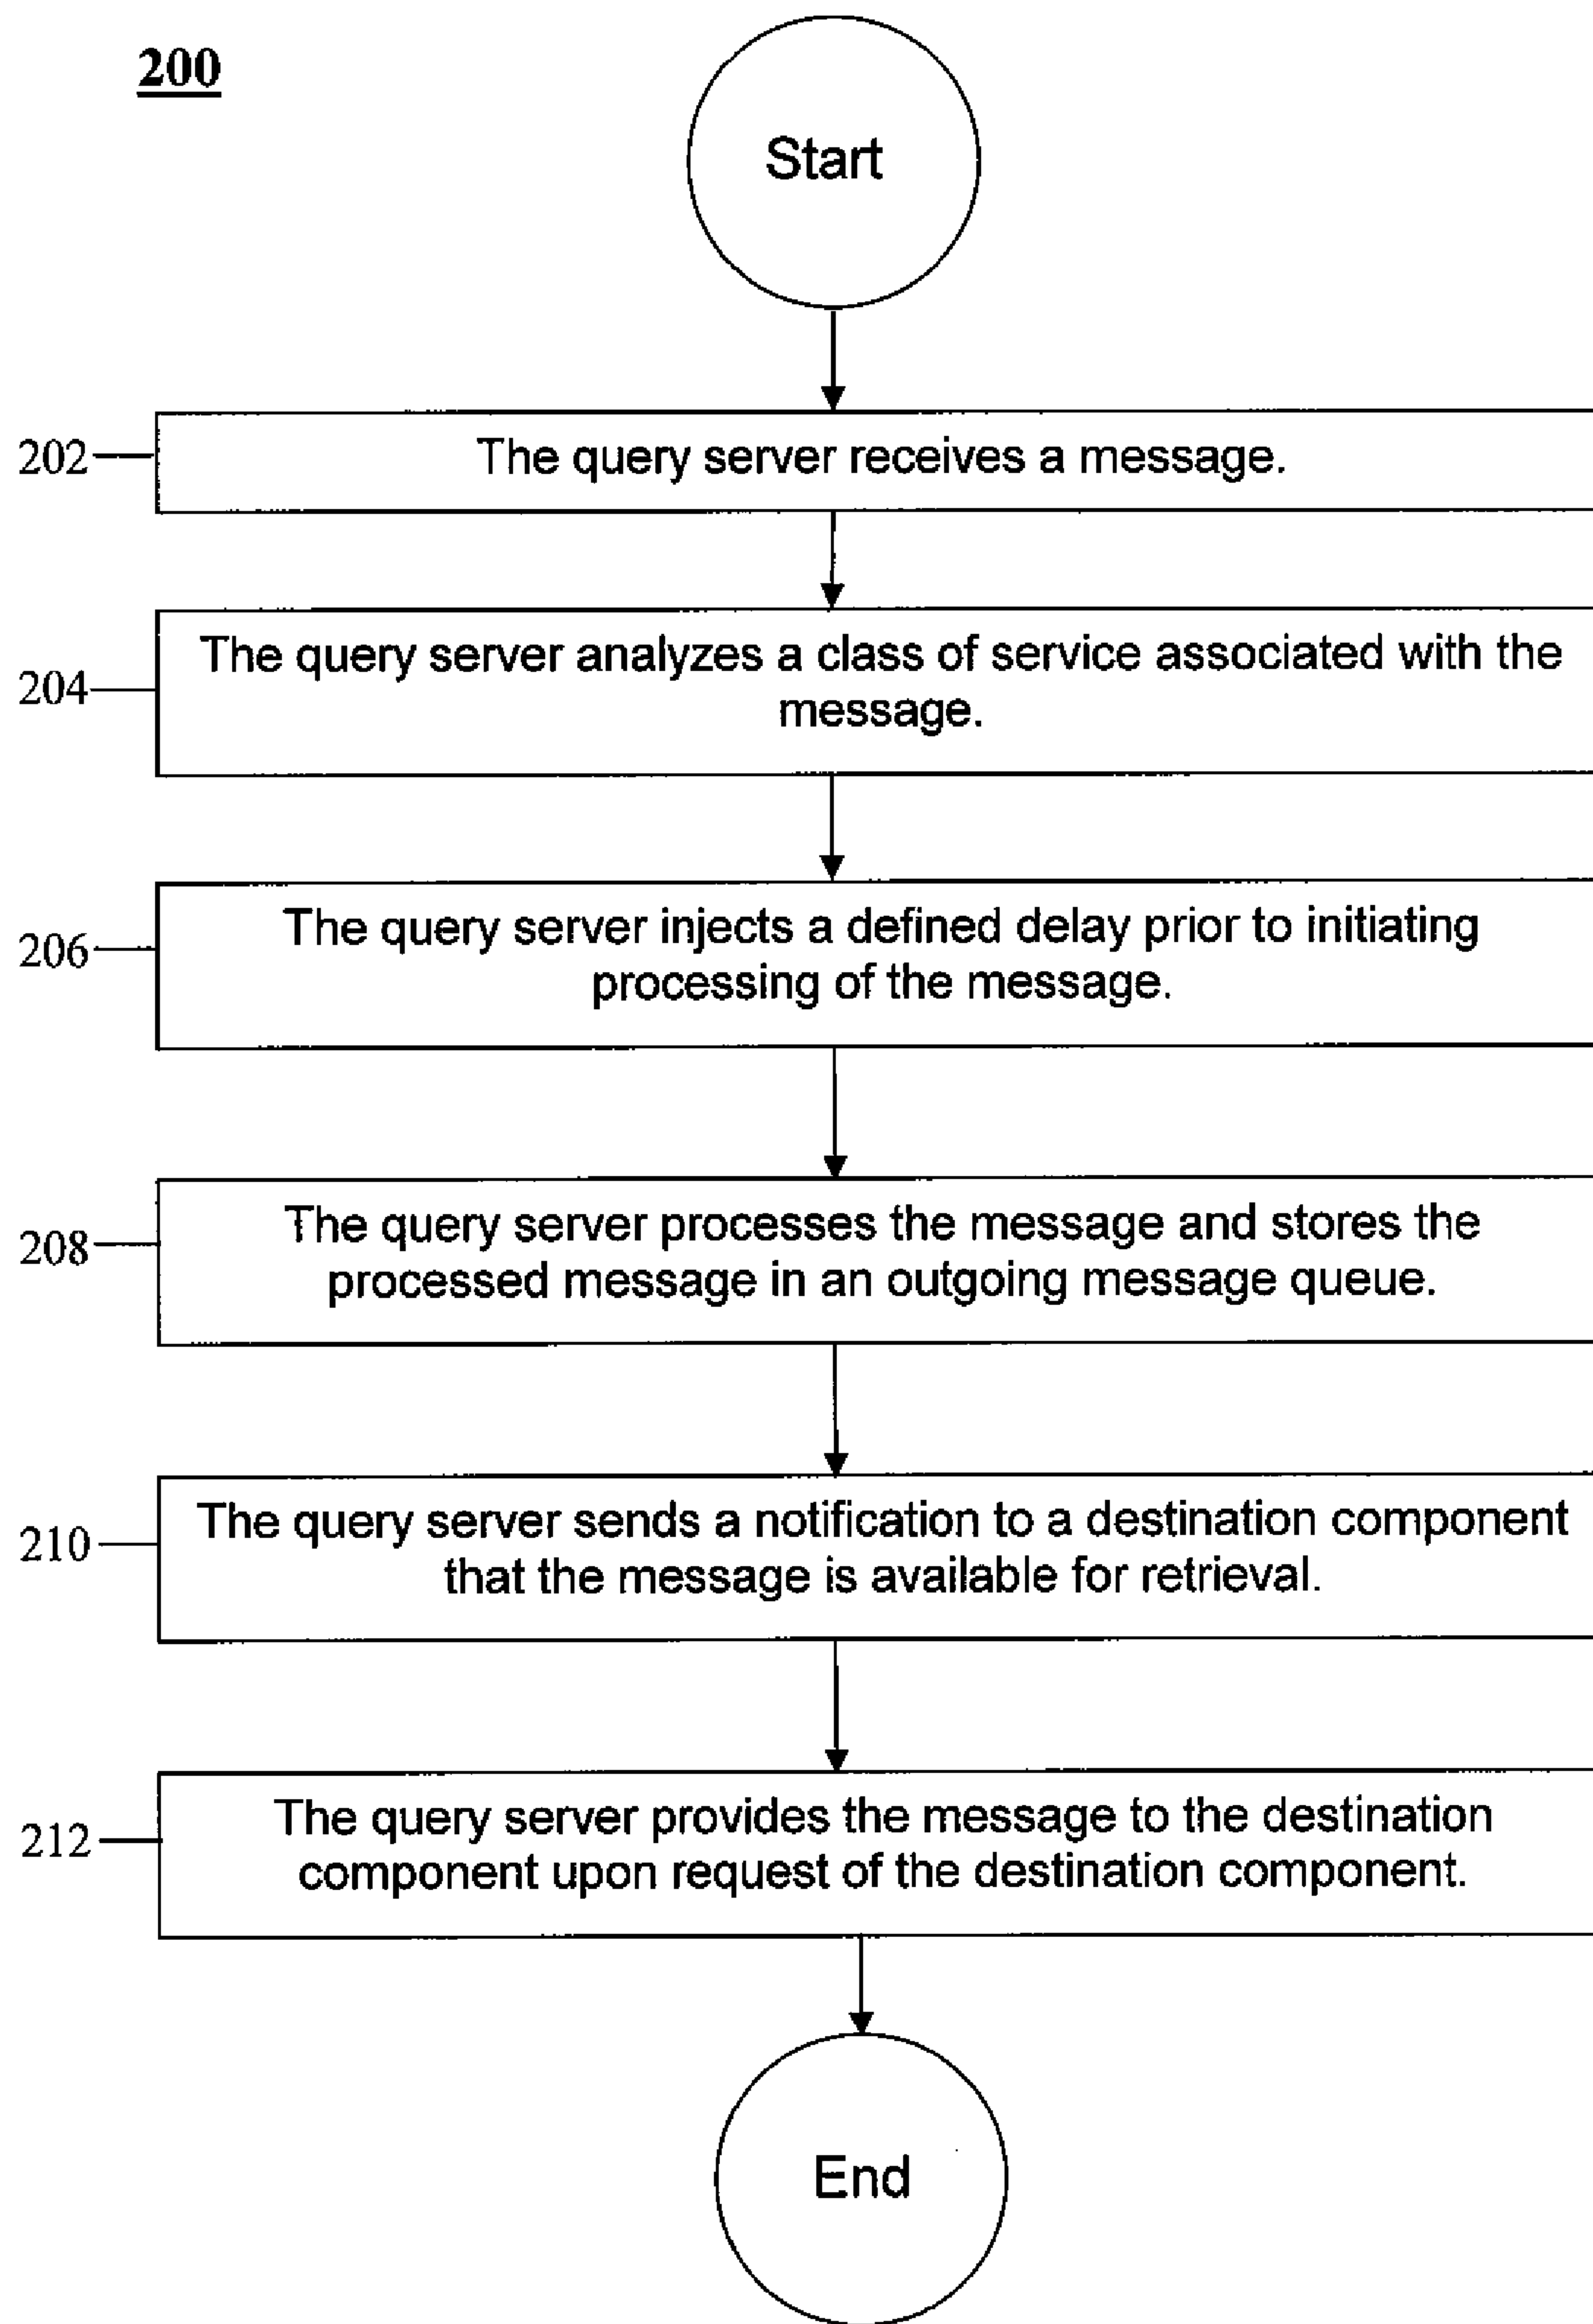 200
Start
202
The query server receives a message.
204
The query server analyzes a class of service associated with the
message.
206
The query server injects a defined delay prior to initiating
processing of the message.
208
The query server processes the message and stores the
processed message in an outgoing message queue.
210
The query server sends a notification to a destination component
that the message is available for retrieval.
212
The query server provides the message to the destination
component upon request of the destination component.
End